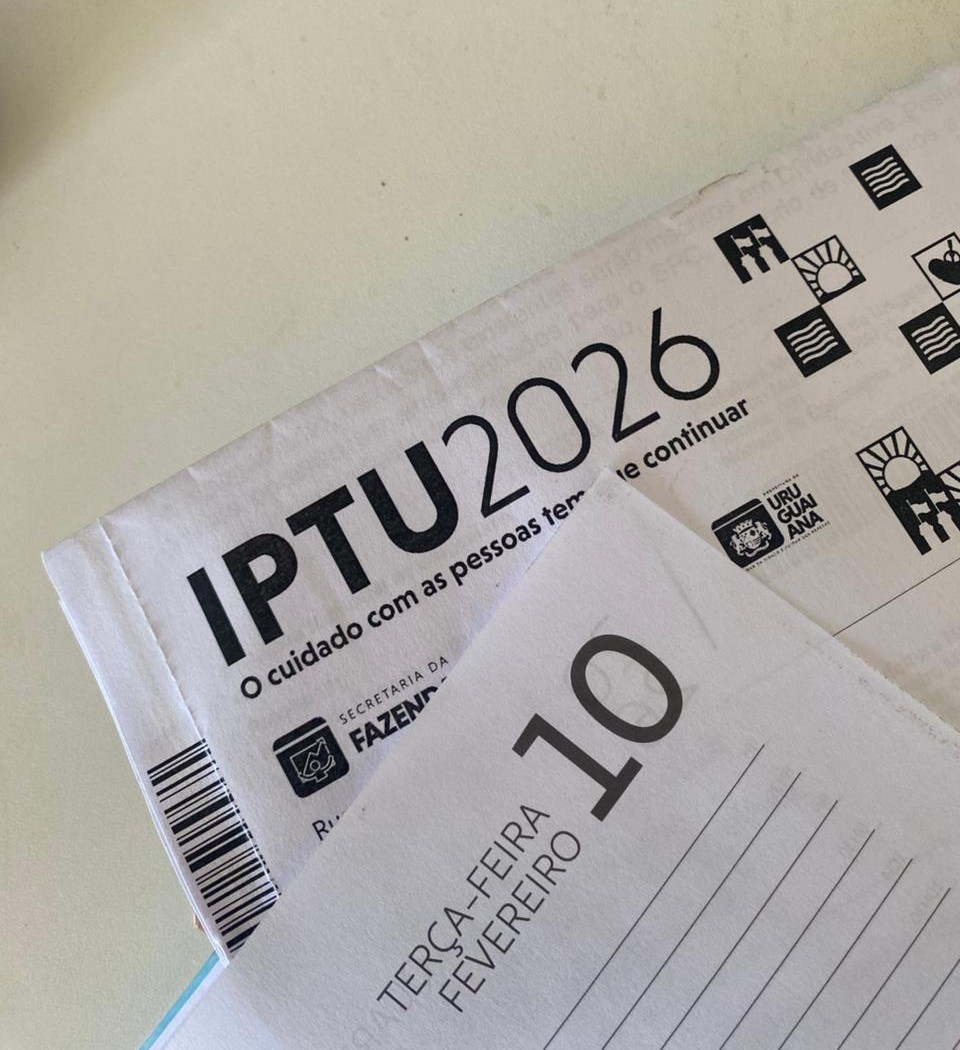 IPTU2026
O cuidado com as pessoas tem continuar
PREFEITURA DE
URU
GUAI
ANA
SECRETARIA DA
FAZEND
10
TERÇA-FEIRA
FEVEREIRO